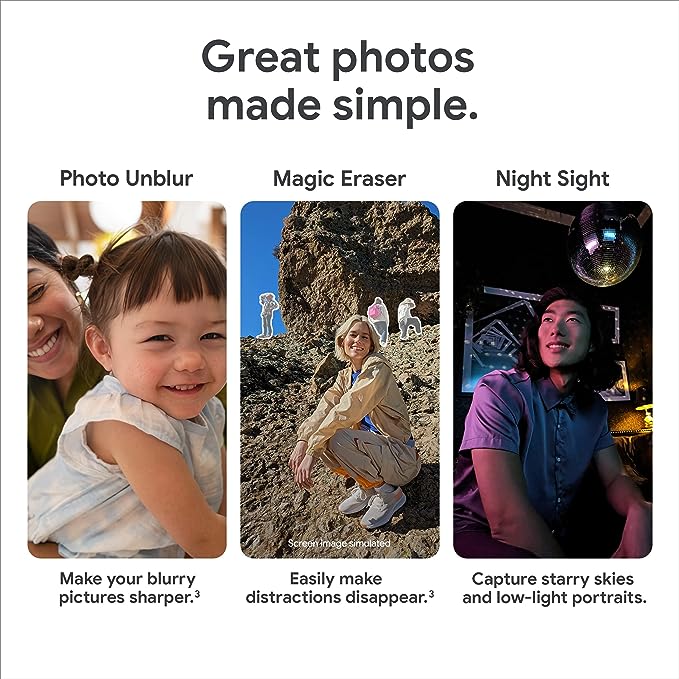 Great photos
made simple.
Photo Unblur
Magic Eraser
Night Sight
Screen image simulated
Make your blurry
pictures sharper.³
Easily make
distractions disappear.³
Capture starry skies
and low-light portraits.